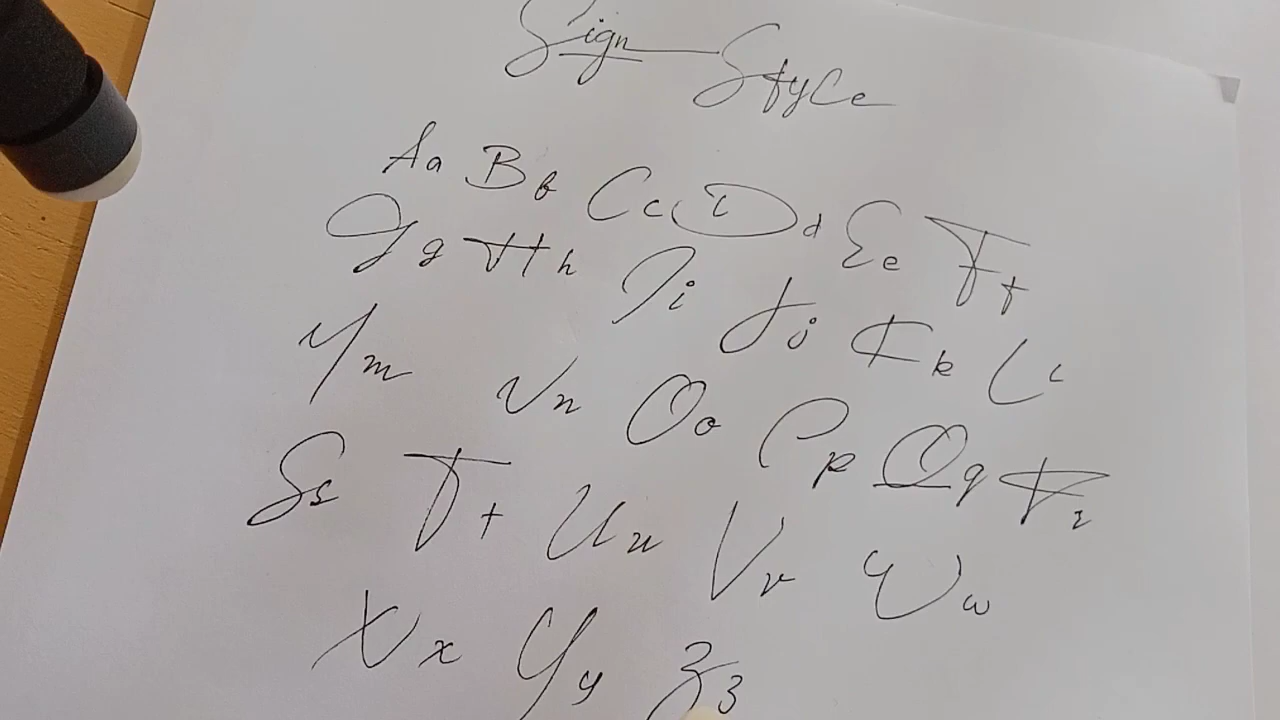 Sign Style
Aa Bb Cc Dd Ee Ff
Gg Hh Ii Jj Kk Ll
Mm Nn Oo Pp Qq Rr
Ss Tt Uu Vv Ww
Xx Yy Zz